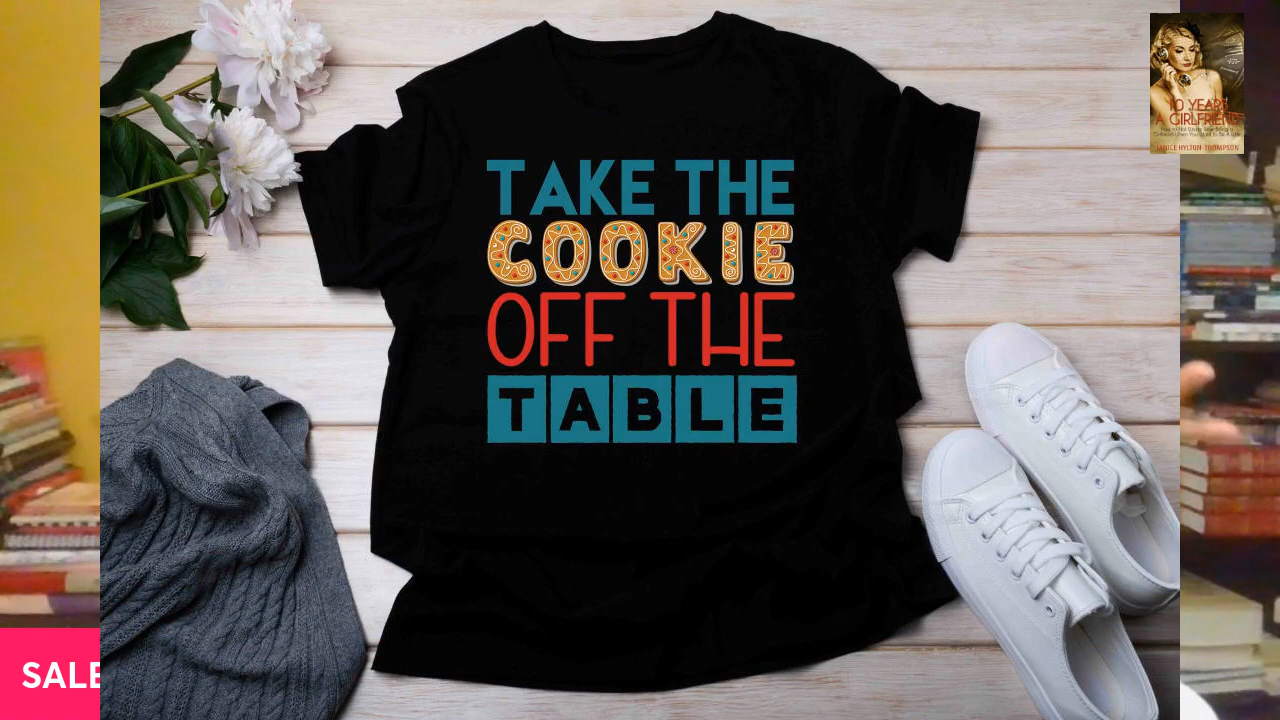 TAKE THE
COOKIE
OFF THE
TABLE
10 YEARS
A GIRLFRIEND
JANICE HYLTON-THOMPSON
SALE